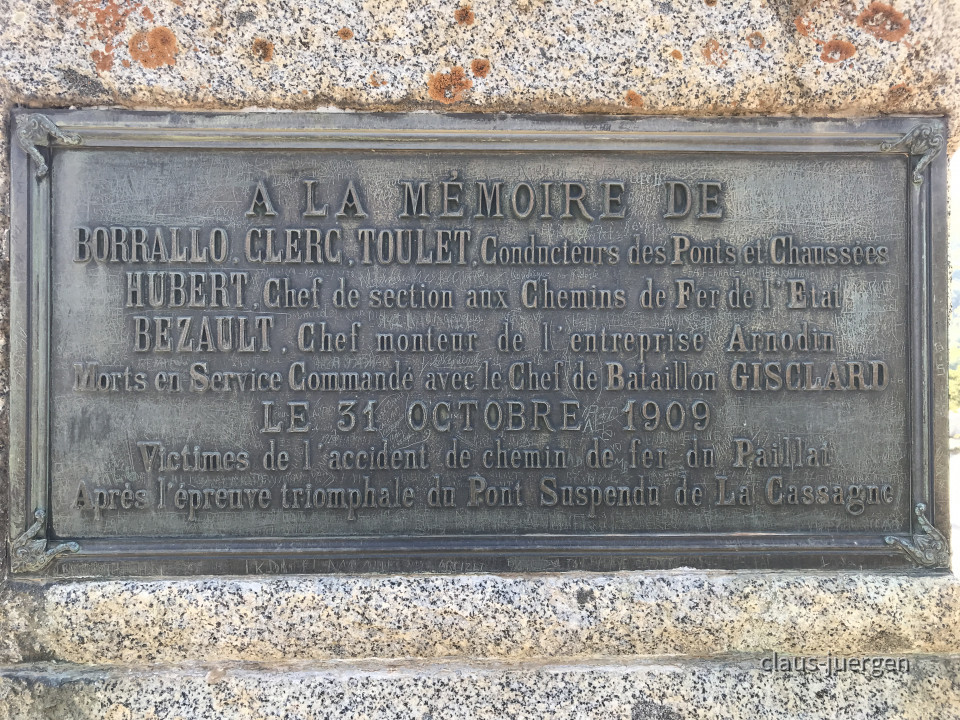 A LA MÉMOIRE DE
BORRALLO, CLERC, TOULET, Conducteurs des Ponts et Chaussées
HUBERT, Chef de section aux Chemins de Fer de l'Etat
BEZAULT, Chef monteur de l'entreprise Arnodin
Morts en Service Commandé avec le Chef de Bataillon GISCLARD
LE 31 OCTOBRE 1909
Victimes de l'accident de chemin de fer du Paillat
Après l'épreuve triomphale du Pont Suspendu de La Cassagne
claus-juergen